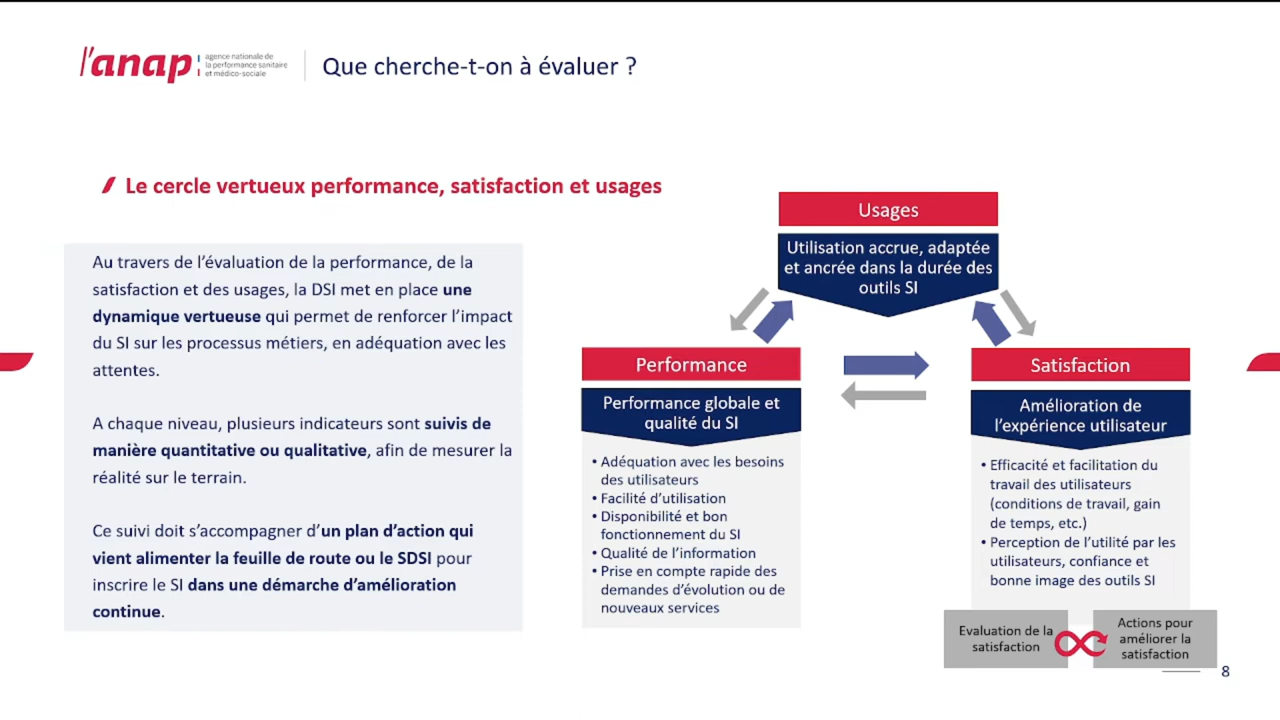 l'anap
agence nationale de
la performance sanitaire
et médico-sociale
Que cherche-t-on à évaluer ?
Le cercle vertueux performance, satisfaction et usages
Au travers de l'évaluation de la performance, de la
satisfaction et des usages, la DSI met en place une
dynamique vertueuse qui permet de renforcer l'impact
du SI sur les processus métiers, en adéquation avec les
attentes.
A chaque niveau, plusieurs indicateurs sont suivis de
manière quantitative ou qualitative, afin de mesurer la
réalité sur le terrain.
Ce suivi doit s'accompagner d'un plan d'action qui
vient alimenter la feuille de route ou le SDSI pour
inscrire le SI dans une démarche d'amélioration
continue.
Usages
Utilisation accrue, adaptée
et ancrée dans la durée des
outils SI
Performance
Performance globale et
qualité du SI
• Adéquation avec les besoins
des utilisateurs
• Facilité d'utilisation
• Disponibilité et bon
fonctionnement du SI
• Qualité de l'information
• Prise en compte rapide des
demandes d'évolution ou de
nouveaux services
Satisfaction
Amélioration de
l'expérience utilisateur
• Efficacité et facilitation du
travail des utilisateurs
(conditions de travail, gain
de temps, etc.)
• Perception de l'utilité par les
utilisateurs, confiance et
bonne image des outils SI
Evaluation de la
satisfaction
Actions pour
améliorer la
satisfaction
8